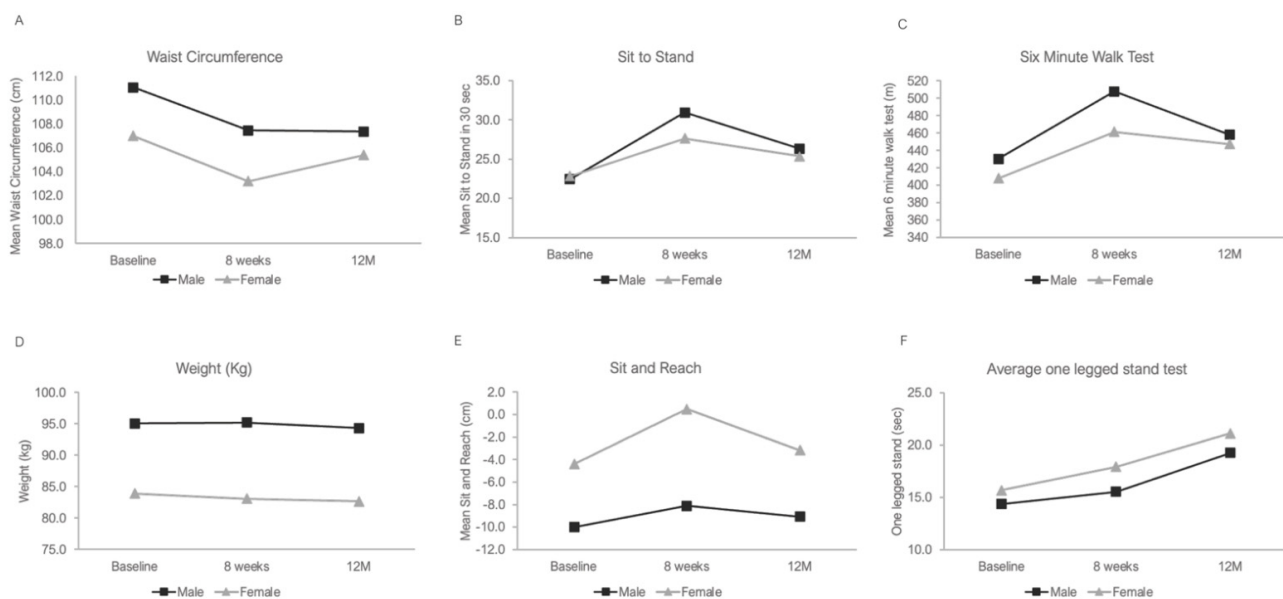 A
Waist Circumference
Mean Waist Circumference (cm)
112.0
110.0
108.0
106.0
104.0
102.0
100.0
98.0
Baseline 8 weeks 12M
Male Female
B
Sit to Stand
Mean Sit to Stand in 30 sec
35.0
30.0
25.0
20.0
15.0
Baseline 8 weeks 12M
Male Female
C
Six Minute Walk Test
Mean 6 minute walk test (m)
520
500
480
460
440
420
400
380
360
340
Baseline 8 weeks 12M
Male Female
D
Weight (Kg)
Weight (kg)
100.0
95.0
90.0
85.0
80.0
75.0
Baseline 8 weeks 12M
Male Female
E
Sit and Reach
Mean Sit and Reach (cm)
2.0
0.0
-2.0
-4.0
-6.0
-8.0
-10.0
-12.0
Baseline 8 weeks 12M
Male Female
F
Average one legged stand test
One legged stand (sec)
25.0
20.0
15.0
10.0
Baseline 8 weeks 12M
Male Female